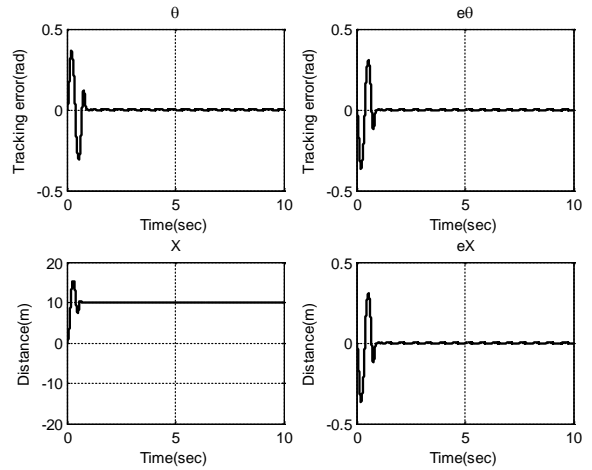 θ
Tracking error(rad)
0.5
0
-0.5
0 5 10
Time(sec)
eθ
Tracking error(rad)
0.5
0
-0.5
0 5 10
Time(sec)
X
Distance(m)
20
10
0
-10
-20
0 5 10
Time(sec)
eX
Distance(m)
0.5
0
-0.5
0 5 10
Time(sec)